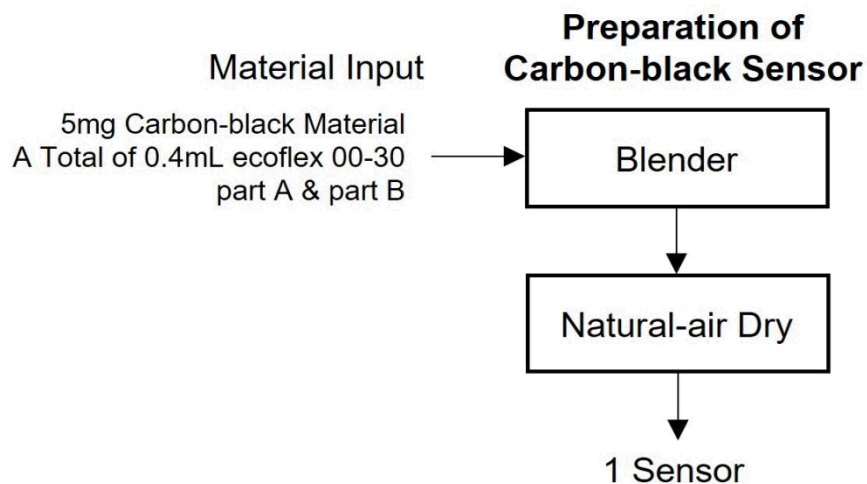 Preparation of
Carbon-black Sensor
Material Input
5mg Carbon-black Material
A Total of 0.4mL ecoflex 00-30
part A & part B
Blender
Natural-air Dry
1 Sensor